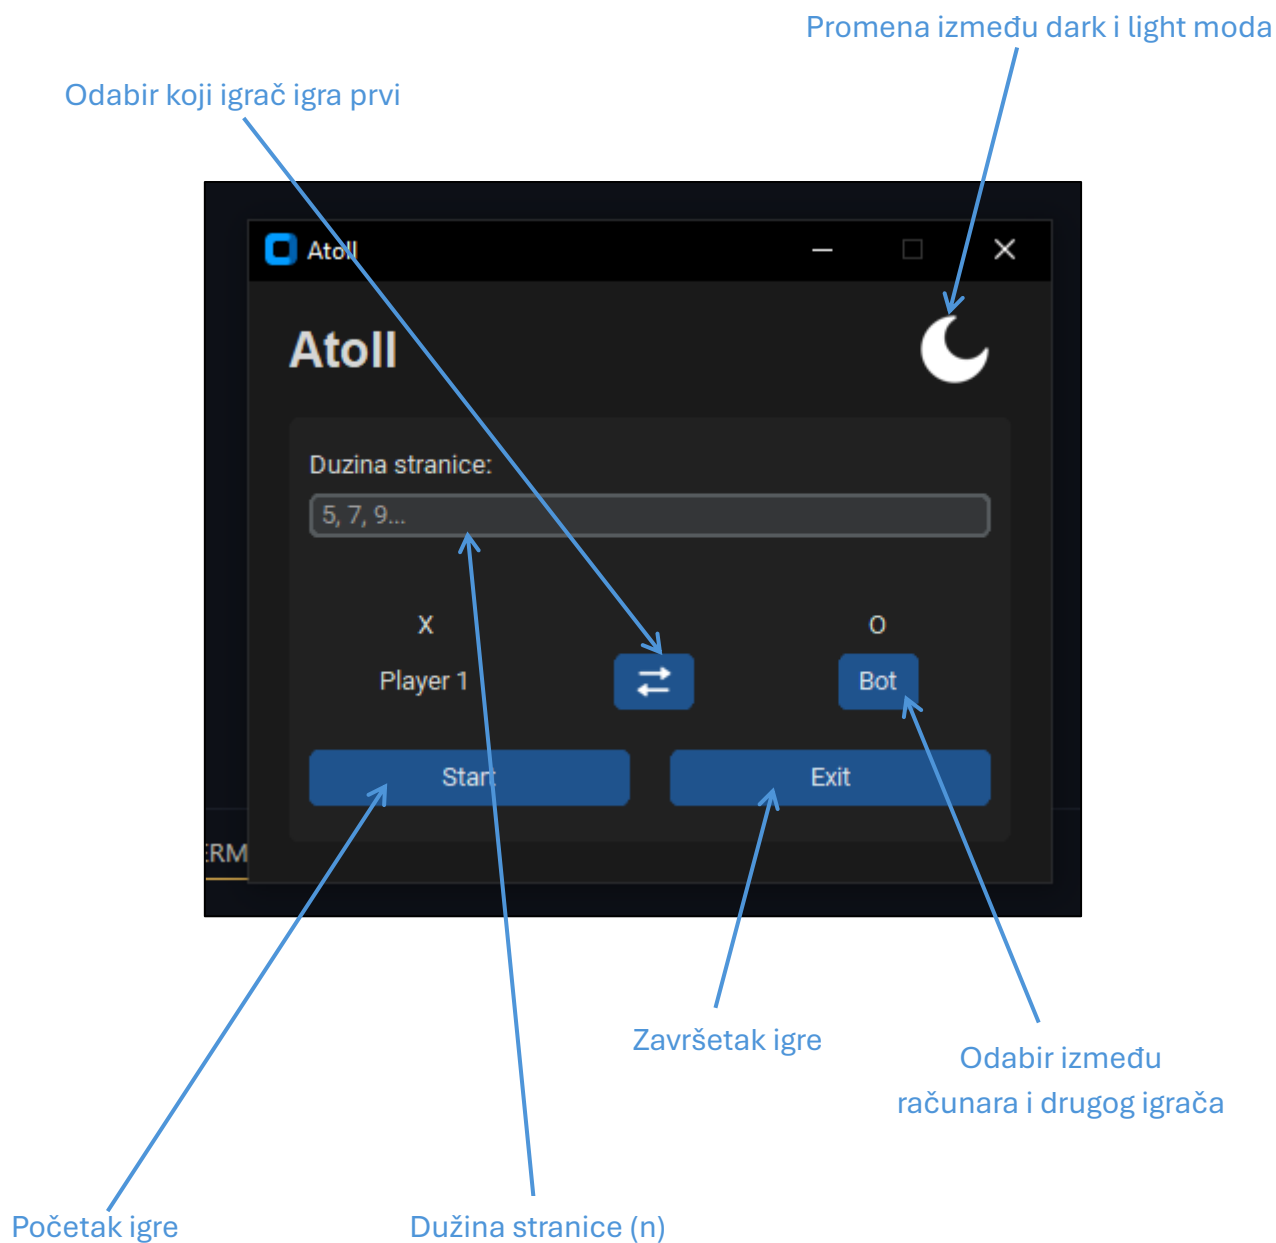 Promena između dark i light moda
Odabir koji igrač igra prvi
Atoll
Atoll
Duzina stranice:
5, 7, 9...
X
O
Player 1
Bot
Start
Exit
ERM
Završetak igre
Odabir između
računara i drugog igrača
Početak igre
Dužina stranice (n)